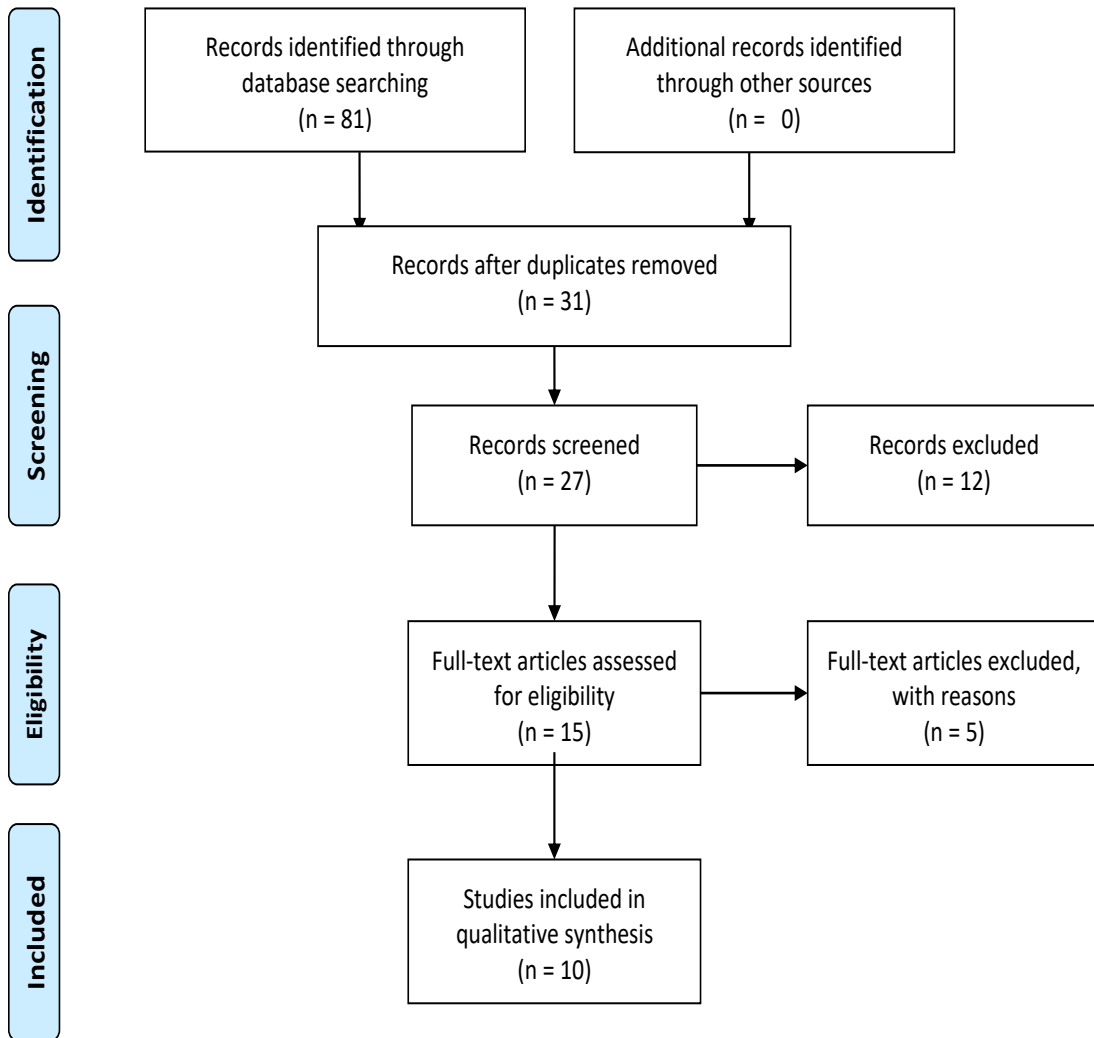 Identification
Records identified through
database searching
(n = 81)
Additional records identified
through other sources
(n =   0)
Records after duplicates removed
(n = 31)
Screening
Records screened
(n = 27)
Records excluded
(n = 12)
Eligibility
Full-text articles assessed
for eligibility
(n = 15)
Full-text articles excluded,
with reasons
(n = 5)
Included
Studies included in
qualitative synthesis
(n = 10)